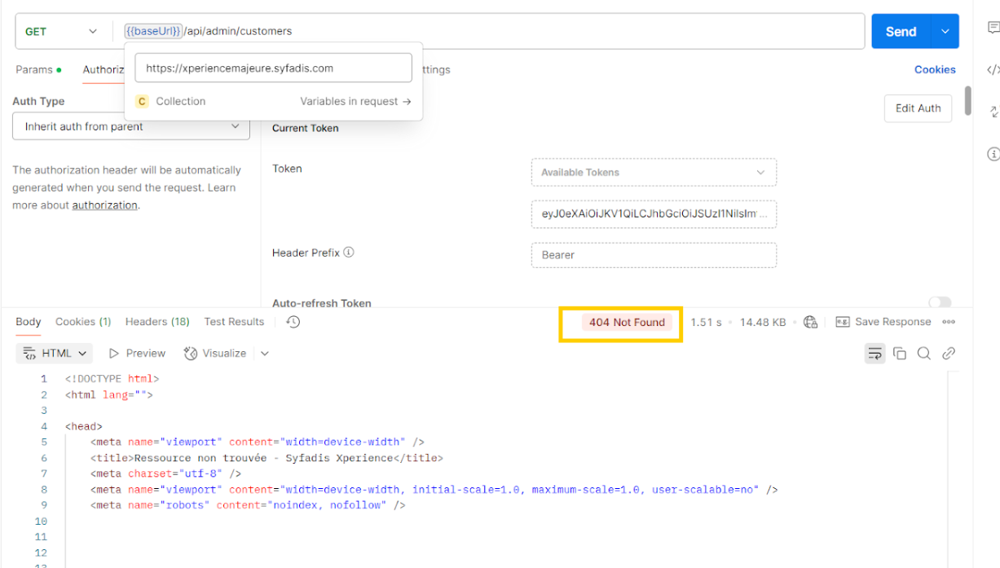 GET {{baseUrl}}/api/admin/customers Send
https://xperiencemajeure.syfadis.com
Params Authoriz ttings Cookies
C Collection Variables in request →
Auth Type
Edit Auth
Inherit auth from parent
Current Token
The authorization header will be automatically
generated when you send the request. Learn
more about authorization.
Token
Available Tokens
eyJ0eXAiOiJKV1QiLCJhbGciOiJSUzI1NiIsIm ...
Header Prefix
Bearer
Auto-refresh Token
Body Cookies (1) Headers (18) Test Results 404 Not Found 1.51 s 14.48 KB e.g. Save Response
HTML Preview Visualize
1 <!DOCTYPE html>
2 <html lang="">
3
4 <head>
5 <meta name="viewport" content="width=device-width" />
6 <title>Ressource non trouvée - Syfadis Xperience</title>
7 <meta charset="utf-8" />
8 <meta name="viewport" content="width=device-width, initial-scale=1.0, maximum-scale=1.0, user-scalable=no" />
9 <meta name="robots" content="noindex, nofollow" />
10
11
12
13